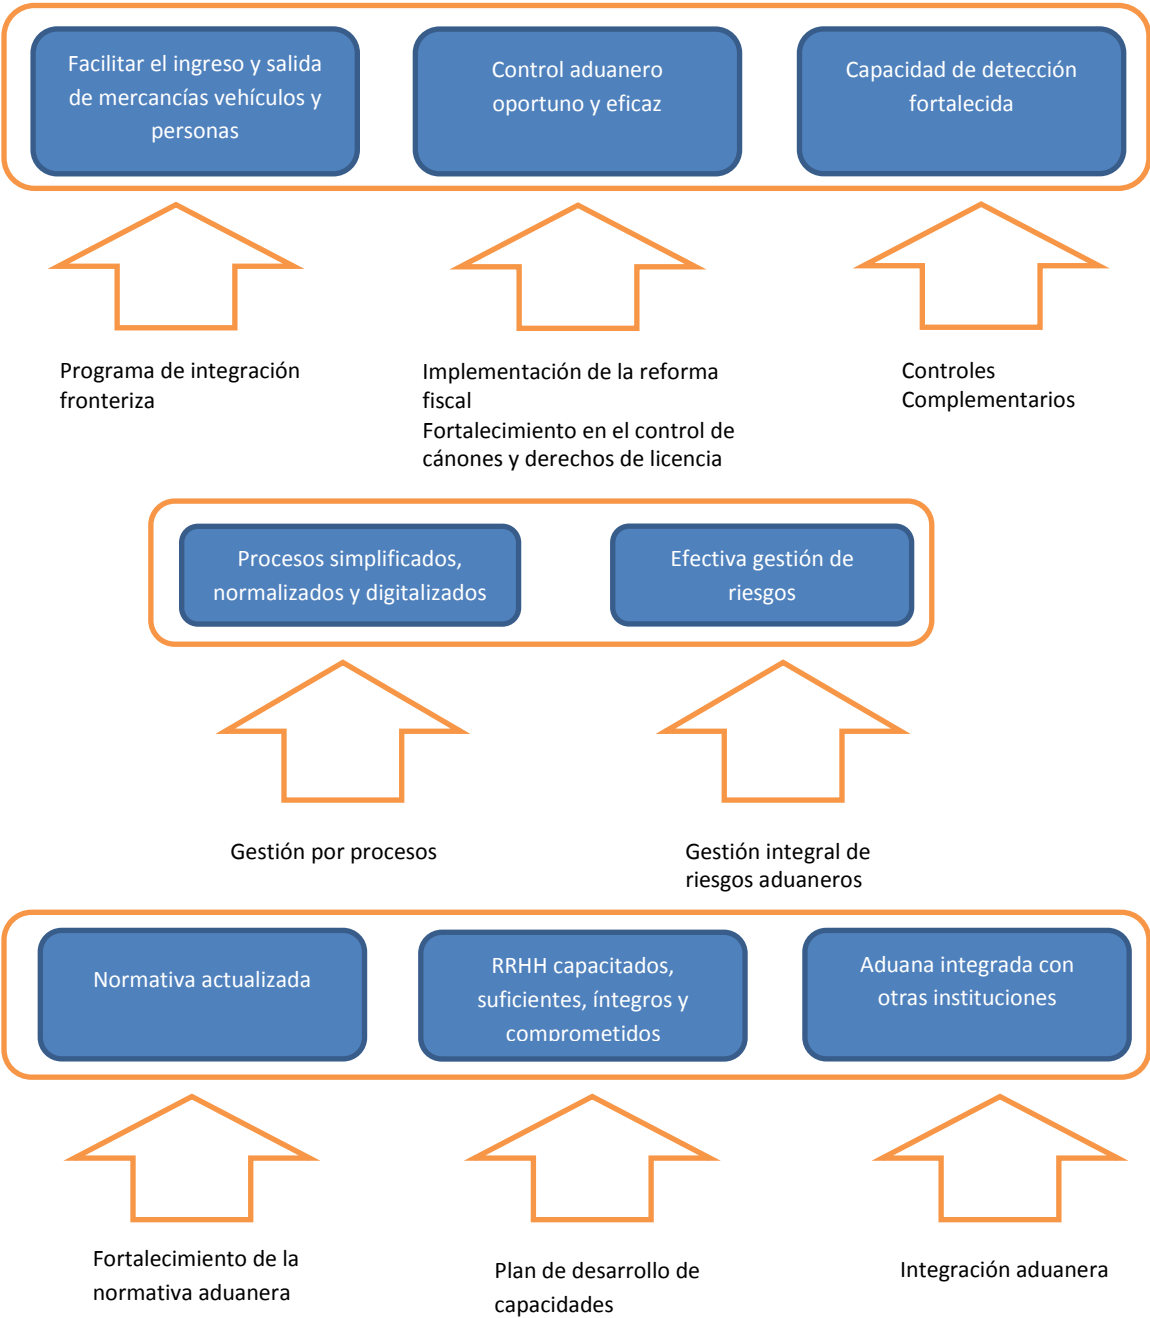 Facilitar el ingreso y salida
de mercancías vehículos y
personas
Control aduanero
oportuno y eficaz
Capacidad de detección
fortalecida
Programa de integración
fronteriza
Implementación de la reforma
fiscal
Fortalecimiento en el control de
cánones y derechos de licencia
Controles
Complementarios
Procesos simplificados,
normalizados y digitalizados
Efectiva gestión de
riesgos
Gestión por procesos
Gestión integral de
riesgos aduaneros
Normativa actualizada
RRHH capacitados,
suficientes, íntegros y
comprometidos
Aduana integrada con
otras instituciones
Fortalecimiento de la
normativa aduanera
Plan de desarrollo de
capacidades
Integración aduanera